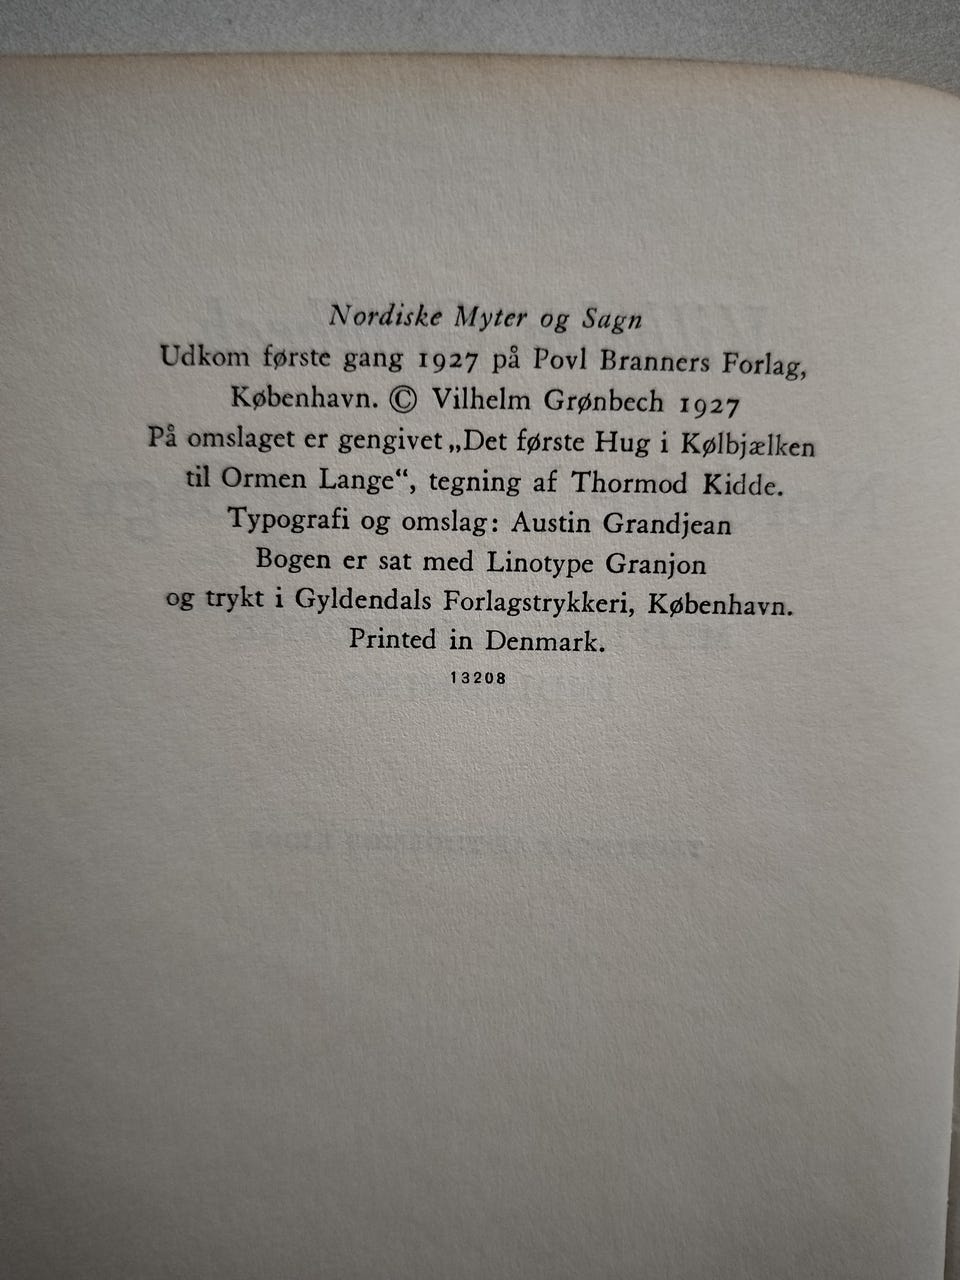 Nordiske Myter og Sagn
Udkom første gang 1927 på Povl Branners Forlag,
København. © Vilhelm Grønbech 1927
På omslaget er gengivet „Det første Hug i Kølbjælken
til Ormen Lange“, tegning af Thormod Kidde.
Typografi og omslag: Austin Grandjean
Bogen er sat med Linotype Granjon
og trykt i Gyldendals Forlagstrykkeri, København.
Printed in Denmark.
13208